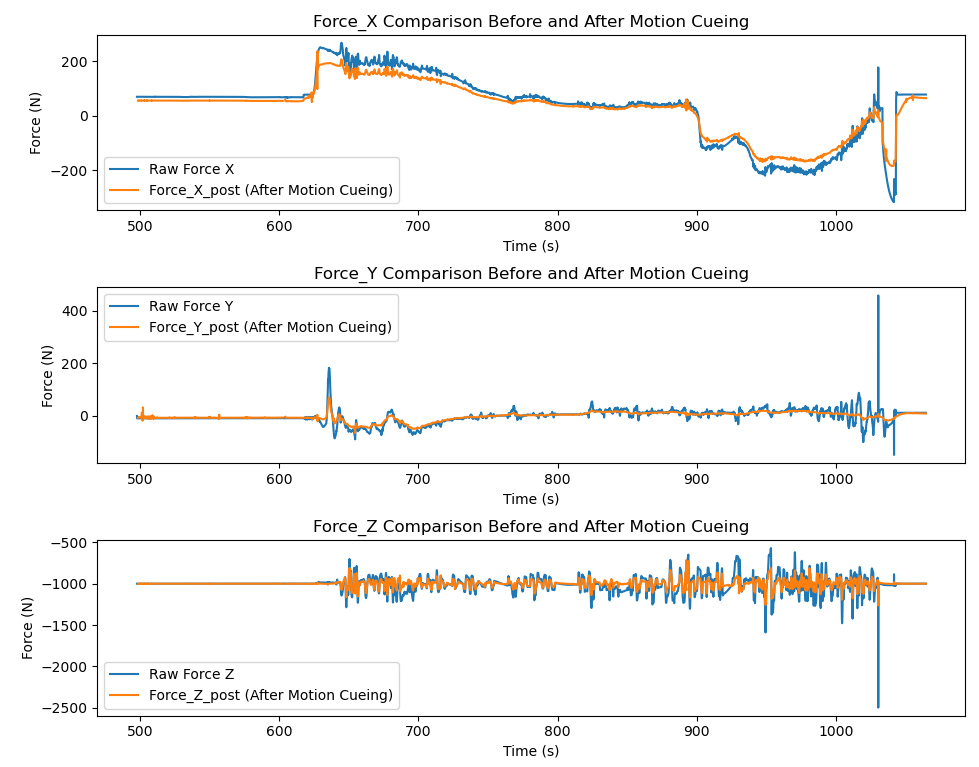 Force_X Comparison Before and After Motion Cueing
200
0
−200
Force (N)
Raw Force X
Force_X_post (After Motion Cueing)
500 600 700 800 900 1000
Time (s)
Force_Y Comparison Before and After Motion Cueing
400
200
0
Force (N)
Raw Force Y
Force_Y_post (After Motion Cueing)
500 600 700 800 900 1000
Time (s)
Force_Z Comparison Before and After Motion Cueing
−500
−1000
−1500
−2000
−2500
Force (N)
Raw Force Z
Force_Z_post (After Motion Cueing)
500 600 700 800 900 1000
Time (s)